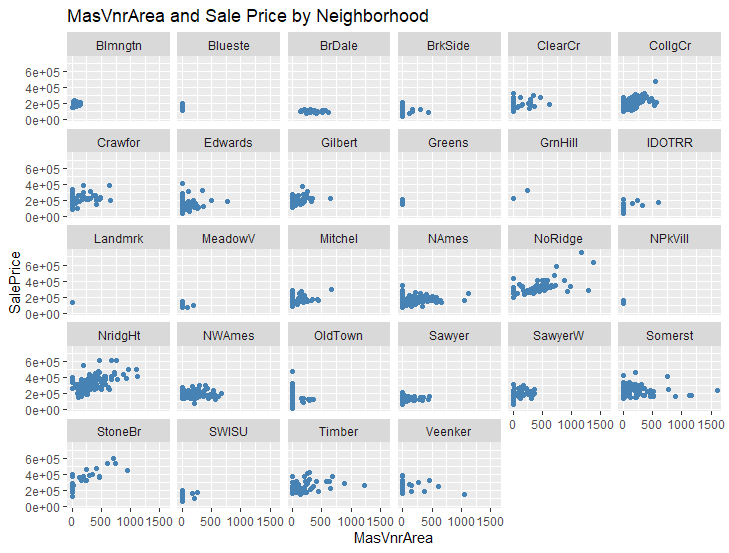 MasVnrArea and Sale Price by Neighborhood
Blmngtn Blueste BrDale BrkSide ClearCr CollgCr
6e+05
4e+05
2e+05
0e+00
Crawfor Edwards Gilbert Greens GrnHill IDOTRR
6e+05
4e+05
2e+05
0e+00
Landmrk MeadowV Mitchel NAmes NoRidge NPkVill
6e+05
4e+05
2e+05
0e+00
NridgHt NWAmes OldTown Sawyer SawyerW Somerst
6e+05
4e+05
2e+05
0e+00
0 500 1000 1500 0 500 1000 1500
StoneBr SWISU Timber Veenker
6e+05
4e+05
2e+05
0e+00
0 500 1000 1500 0 500 1000 1500 0 500 1000 1500 0 500 1000 1500
MasVnrArea
SalePrice